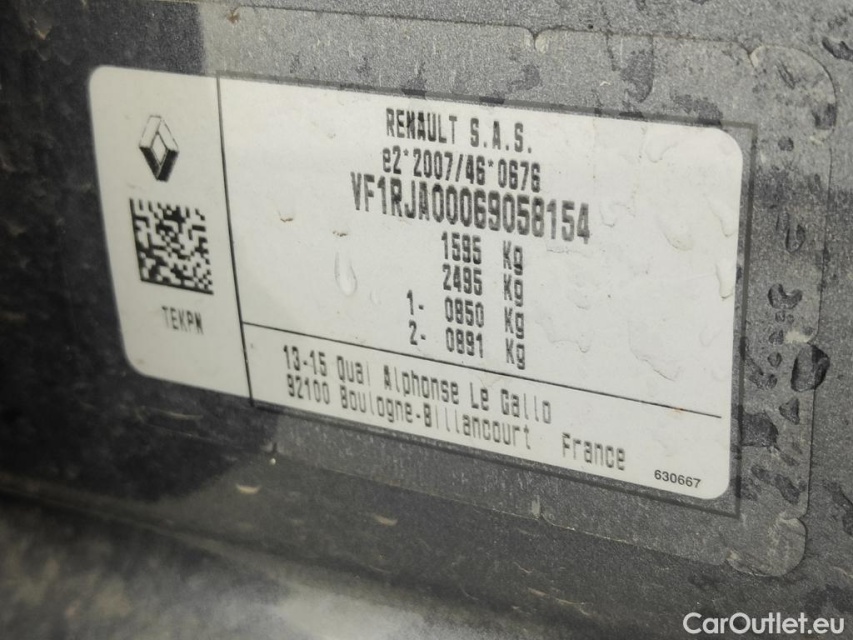 RENAULT S.A.S.
e2*2007/46*0676
VF1RJA00069058154
1595 Kg
2495 Kg
1- 0850 Kg
2- 0891 Kg
TEKPN
13-15 Quai Alphonse Le Gallo
92100 Boulogne-Billancourt France
630667
CarOutlet.eu